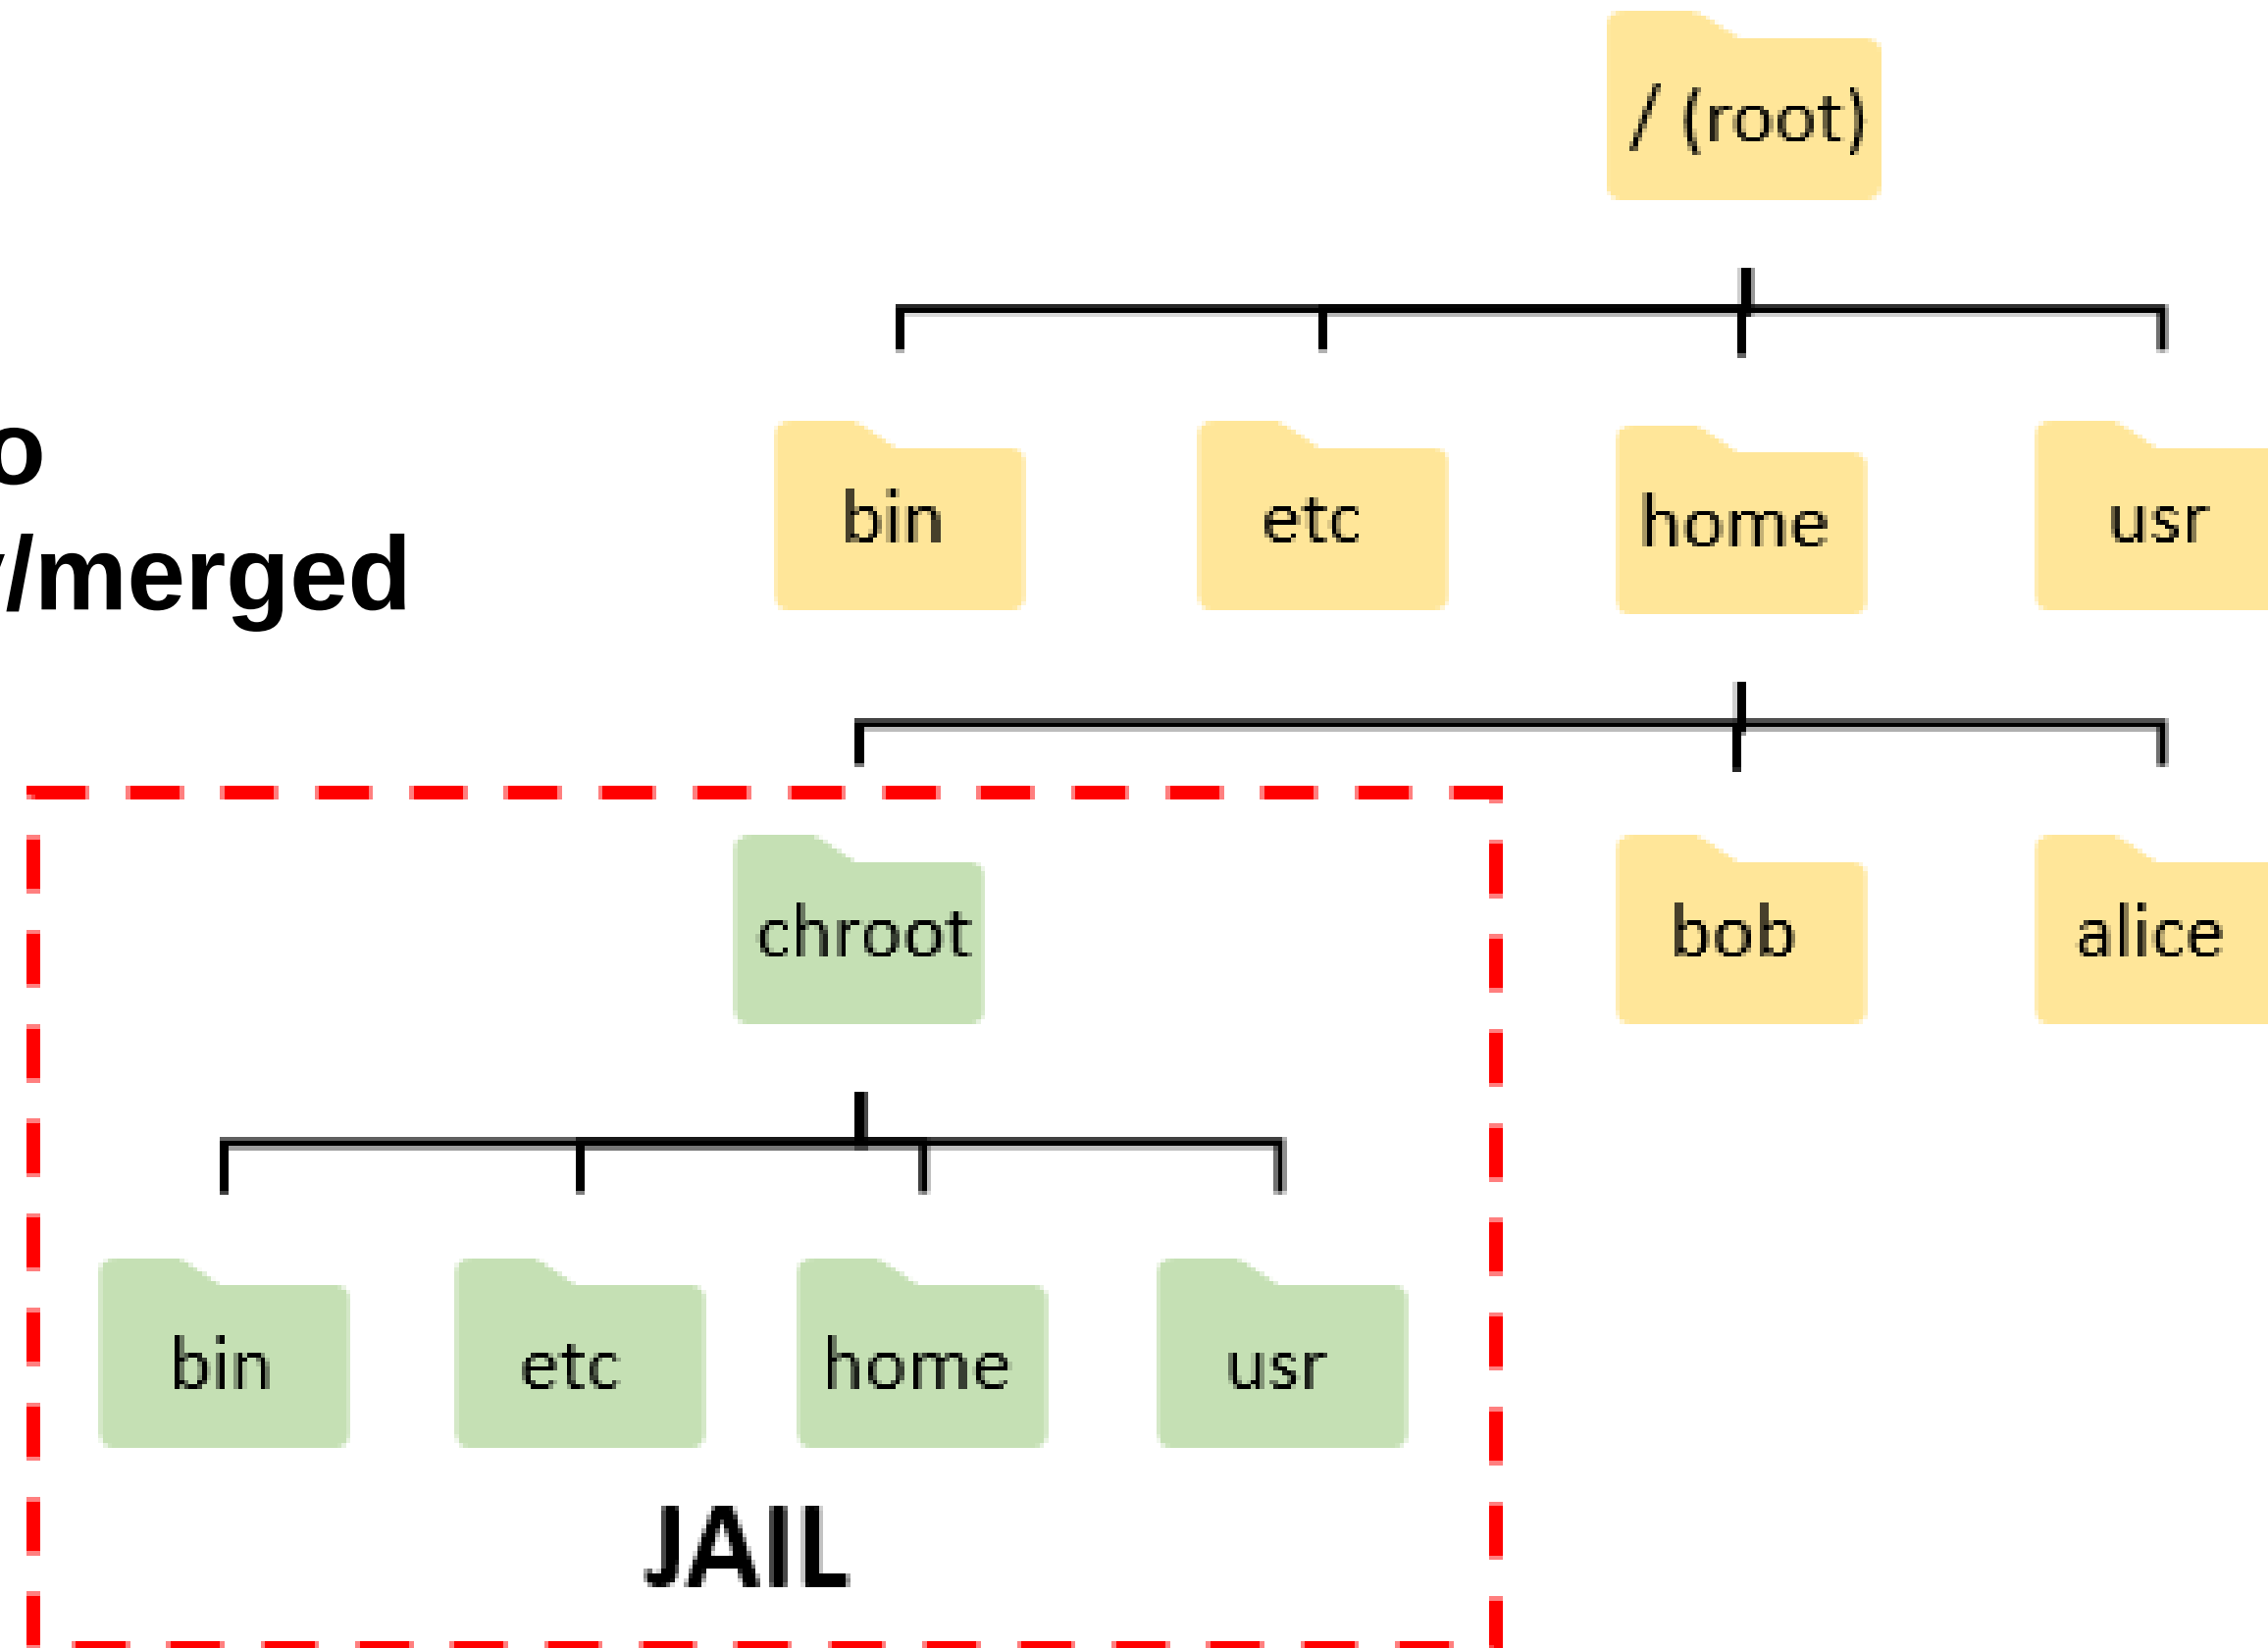 / (root)
o
/merged
bin
etc
home
usr
chroot
bob
alice
bin
etc
home
usr
JAIL